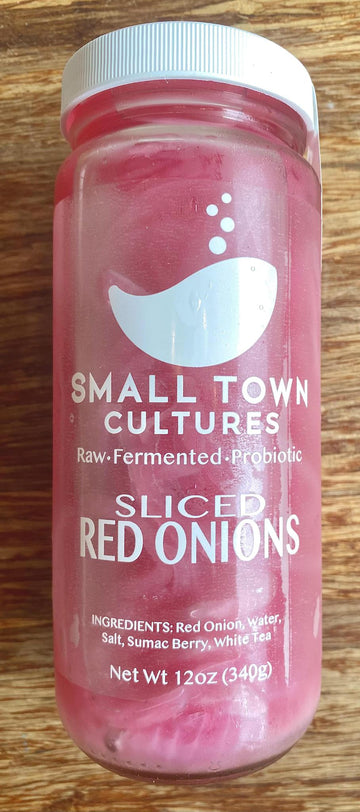 SMALL TOWN
CULTURES
Raw·Fermented·Probiotic
SLICED
RED ONIONS
INGREDIENTS: Red Onion, Water,
Salt, Sumac Berry, White Tea
Net Wt 12oz (340g)